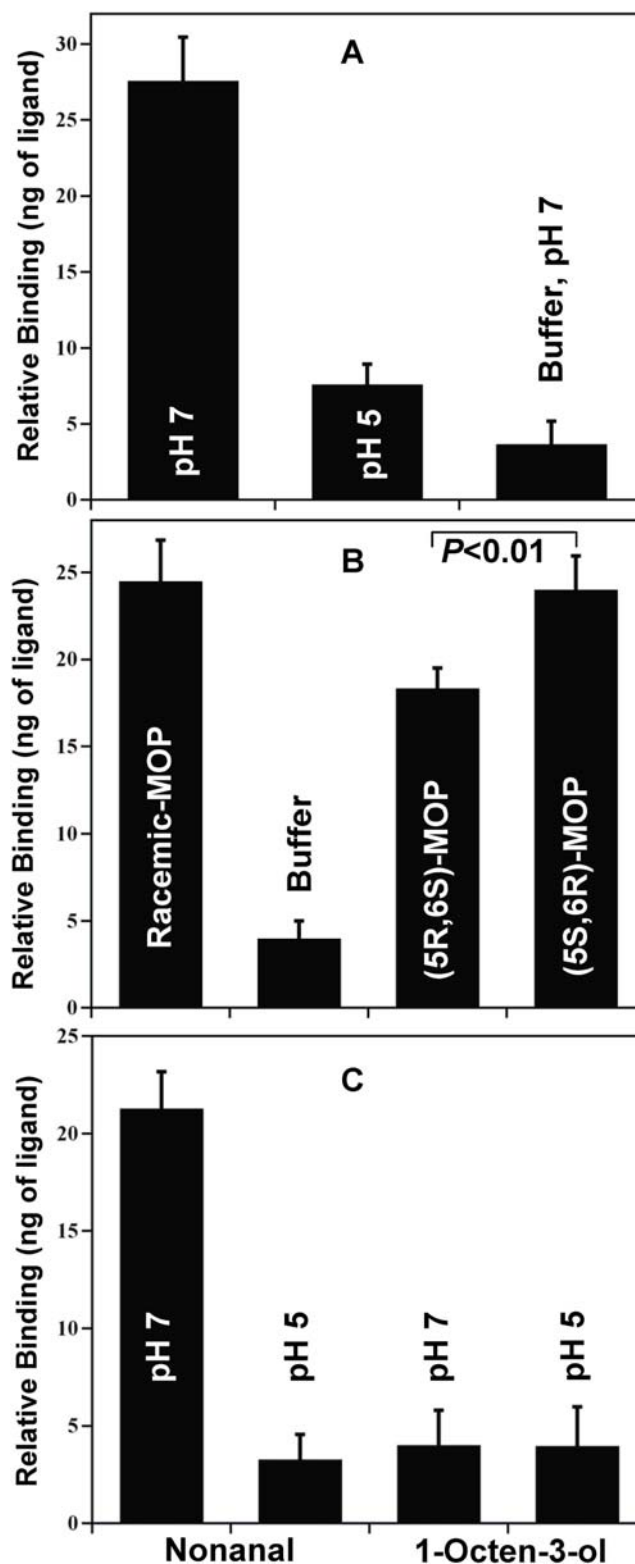 A
Relative Binding (ng of ligand)
30
25
20
15
10
5
0
pH 7
pH 5
Buffer, pH 7
B
P<0.01
Relative Binding (ng of ligand)
25
20
15
10
5
0
Racemic-MOP
Buffer
(5R,6S)-MOP
(5S,6R)-MOP
C
Relative Binding (ng of ligand)
25
20
15
10
5
0
pH 7
pH 5
pH 7
pH 5
Nonanal
1-Octen-3-ol